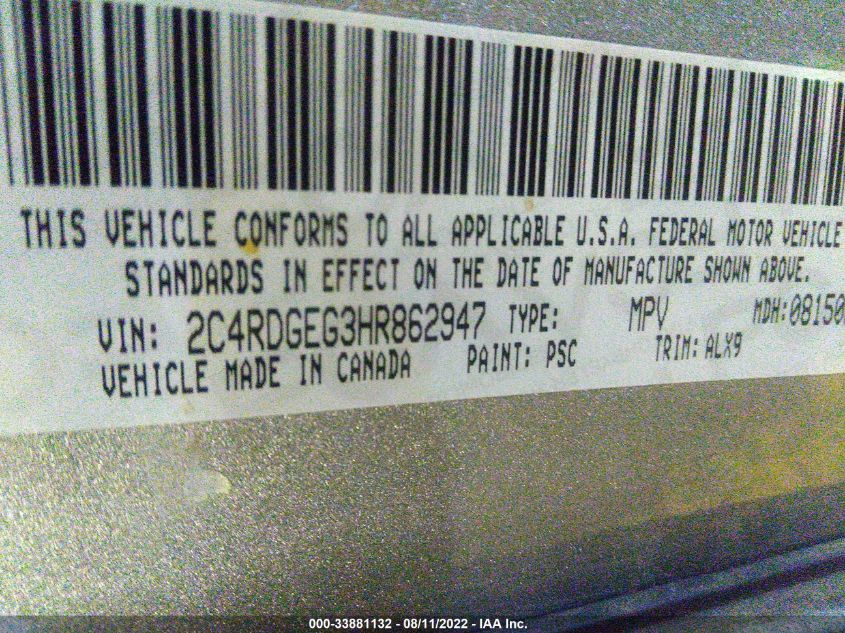 THIS VEHICLE CONFORMS TO ALL APPLICABLE U.S.A. FEDERAL MOTOR VEHICLE
STANDARDS IN EFFECT ON THE DATE OF MANUFACTURE SHOWN ABOVE.
VIN: 2C4RDGEG3HR862947 TYPE: MPV MDH:08150
VEHICLE MADE IN CANADA PAINT: PSC TRIM: ALX9
000-33881132 - 08/11/2022 - IAA Inc.